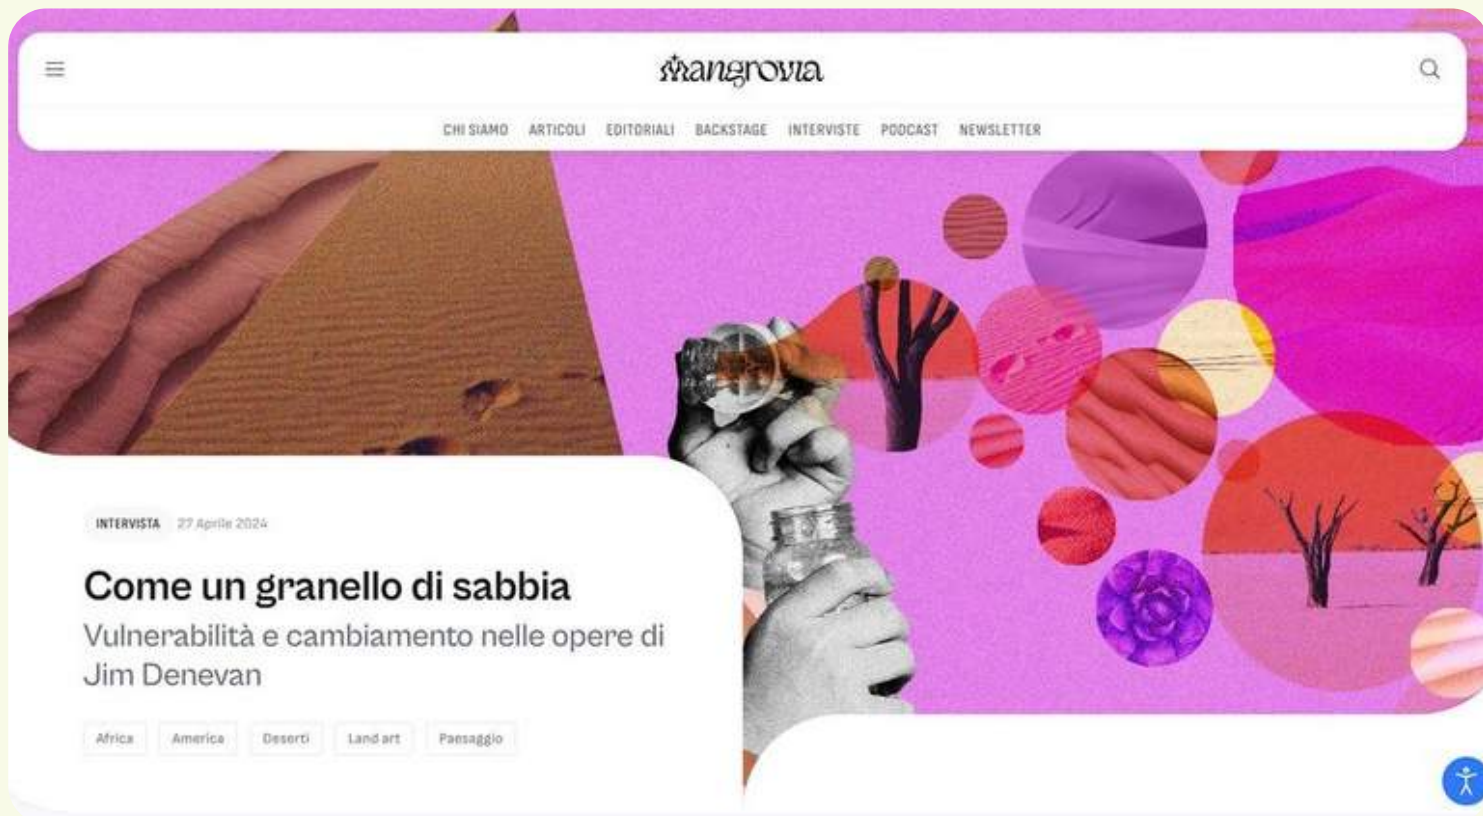 mangrovia
CHI SIAMO ARTICOLI EDITORIALI BACKSTAGE INTERVISTE PODCAST NEWSLETTER
INTERVISTA 27 Aprile 2024
Come un granello di sabbia
Vulnerabilità e cambiamento nelle opere di
Jim Denevan
Africa America Deserti Land art Paesaggio